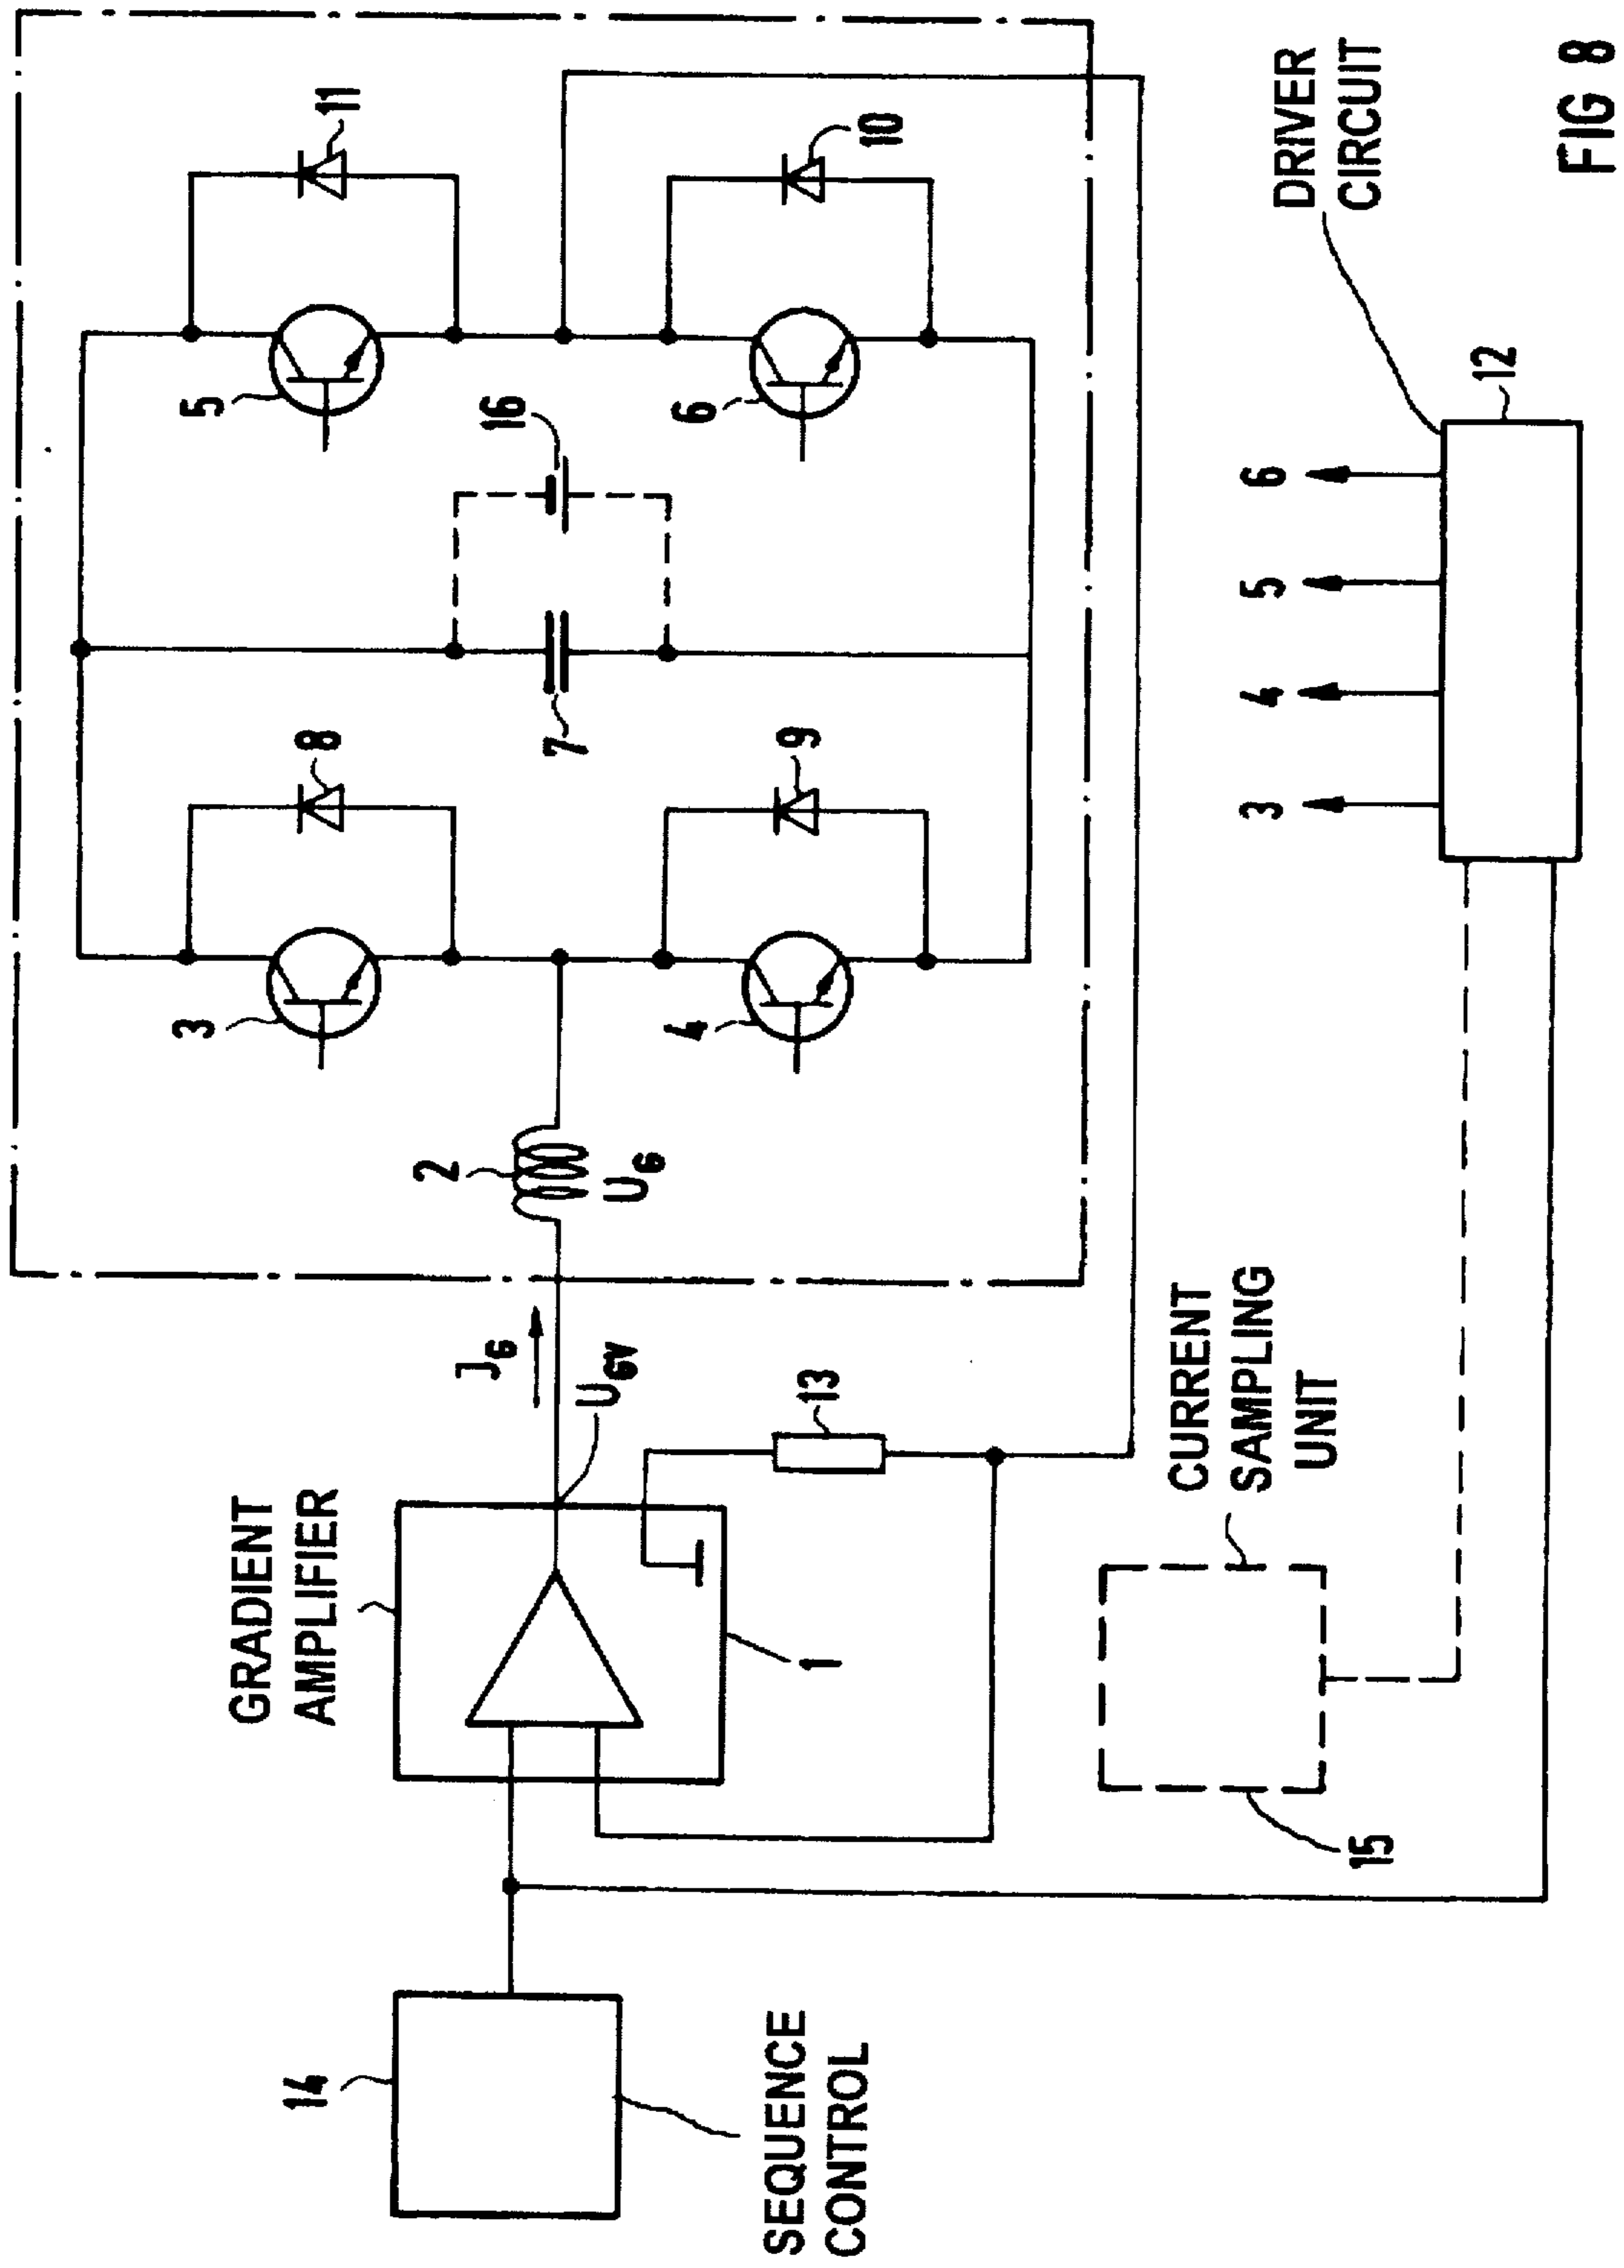 14
SEQUENCE
CONTROL
GRADIENT
AMPLIFIER
1
J_G
U_GV
13
2
U_G
3
8
4
9
7
16
5
11
6
10
CURRENT
SAMPLING
UNIT
15
3
4
5
6
12
DRIVER
CIRCUIT
FIG 8